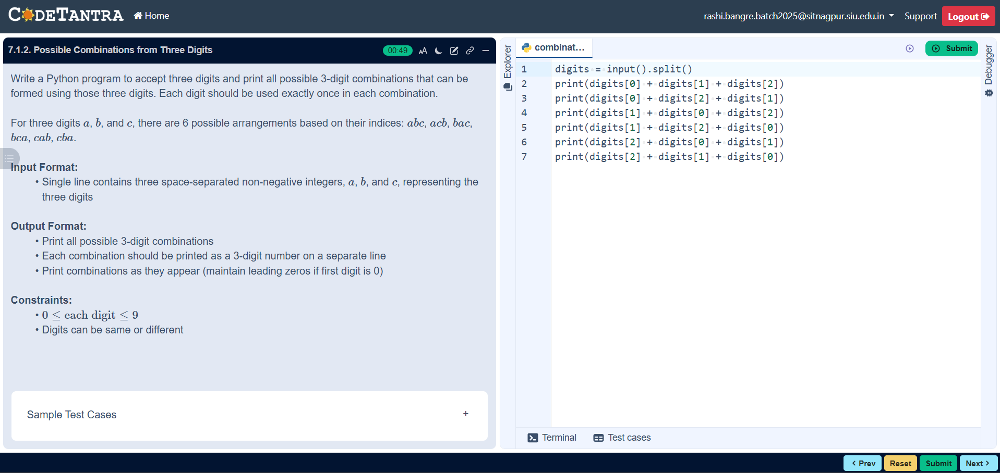 CODETANTRA Home rashi.bangre.batch2025@sitnagpur.siu.edu.in Support Logout
7.1.2. Possible Combinations from Three Digits 00:49
Write a Python program to accept three digits and print all possible 3-digit combinations that can be
formed using those three digits. Each digit should be used exactly once in each combination.
For three digits a, b, and c, there are 6 possible arrangements based on their indices: abc, acb, bac,
bca, cab, cba.
Input Format:
• Single line contains three space-separated non-negative integers, a, b, and c, representing the
three digits
Output Format:
• Print all possible 3-digit combinations
• Each combination should be printed as a 3-digit number on a separate line
• Print combinations as they appear (maintain leading zeros if first digit is 0)
Constraints:
• 0 ≤ each digit ≤ 9
• Digits can be same or different
Sample Test Cases +
Explorer
combinat...
Submit
Debugger
1 digits = input().split()
2 print(digits[0] + digits[1] + digits[2])
3 print(digits[0] + digits[2] + digits[1])
4 print(digits[1] + digits[0] + digits[2])
5 print(digits[1] + digits[2] + digits[0])
6 print(digits[2] + digits[0] + digits[1])
7 print(digits[2] + digits[1] + digits[0])
Terminal Test cases
< Prev Reset Submit Next >